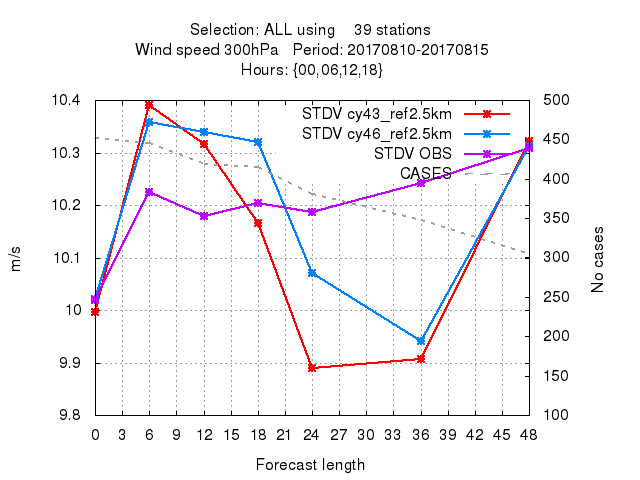 Selection: ALL using    39 stations
Wind speed 300hPa   Period: 20170810-20170815
Hours: {00,06,12,18}
10.4
10.3
10.2
10.1
10
9.9
9.8
m/s
500
450
400
350
300
250
200
150
100
No cases
STDV cy43_ref2.5km
STDV cy46_ref2.5km
STDV OBS
CASES
0 3 6 9 12 15 18 21 24 27 30 33 36 39 42 45 48
Forecast length